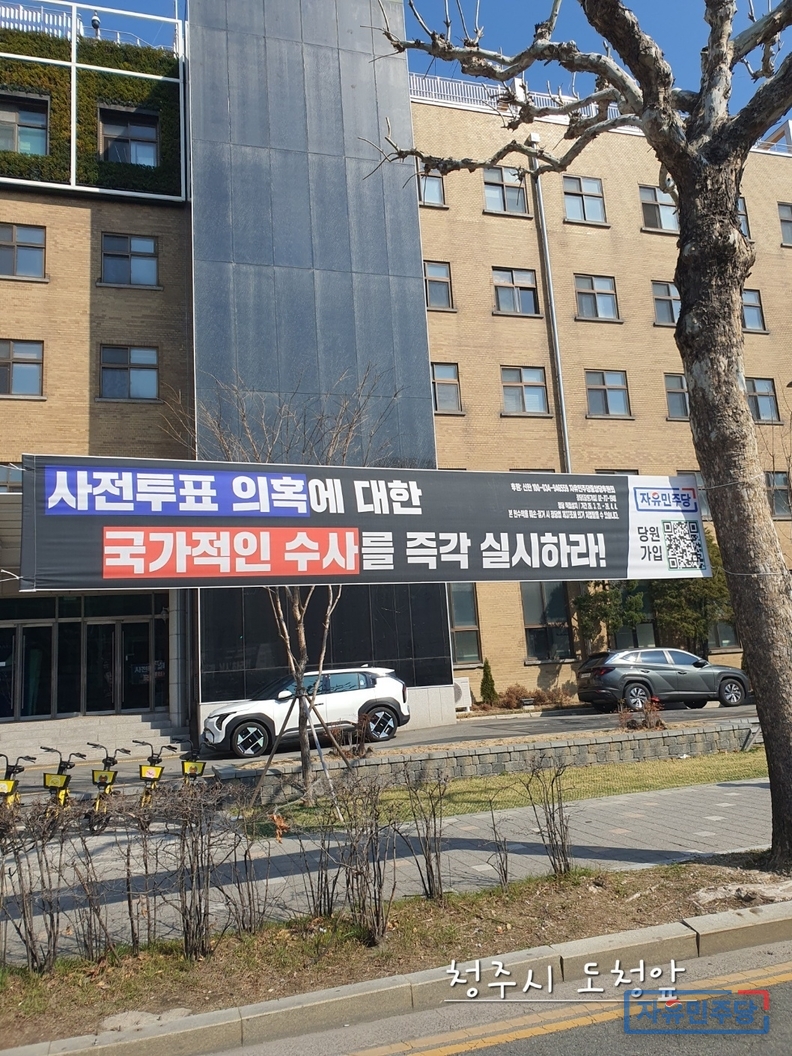 사전투표 의혹에 대한
국가적인 수사를 즉각 실시하라!
자유민주당
당원
가입
청주시 도청앞
자유민주당